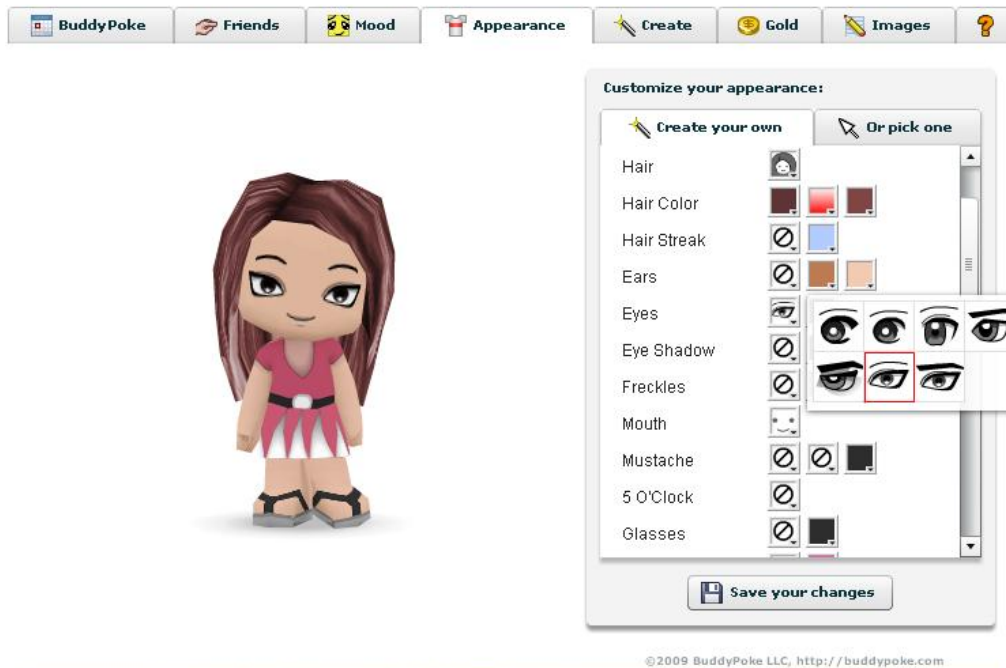 BuddyPoke Friends Mood Appearance Create Gold Images
Customize your appearance:
Create your own Or pick one
Hair
Hair Color
Hair Streak
Ears
Eyes
Eye Shadow
Freckles
Mouth
Mustache
5 O'Clock
Glasses
Save your changes
©2009 BuddyPoke LLC, http://buddypoke.com